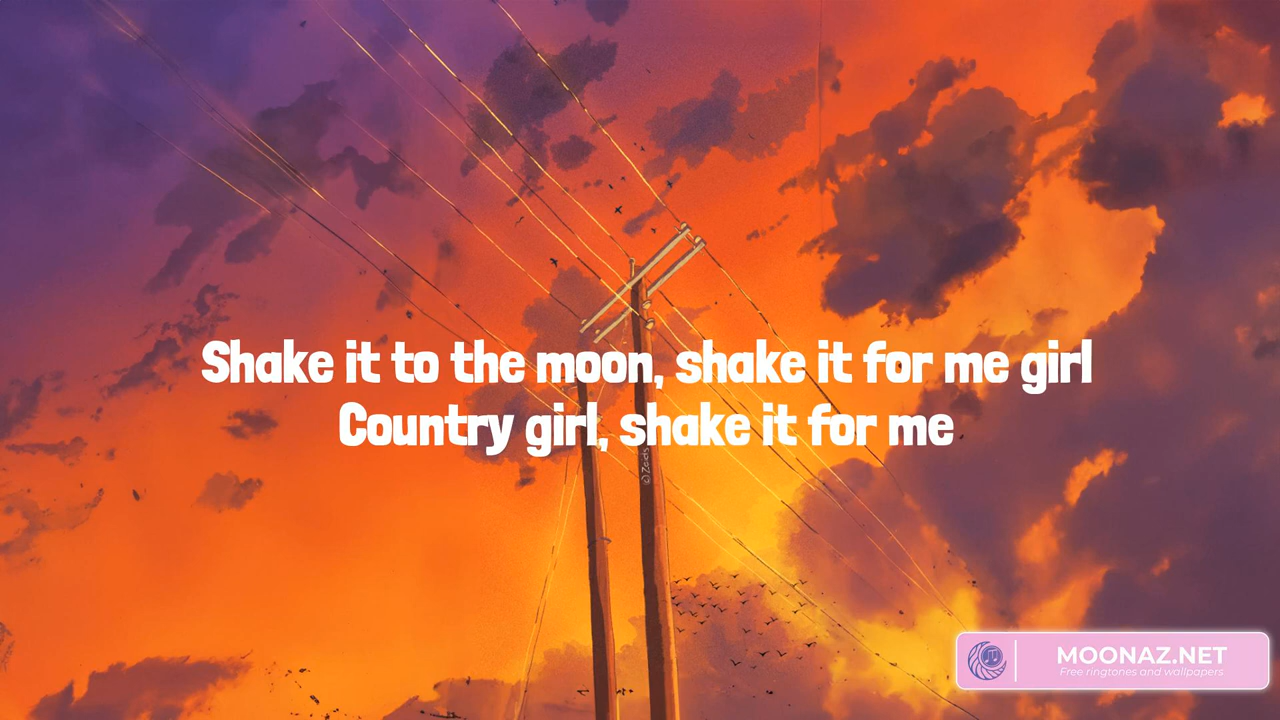 Shake it to the moon, shake it for me girl
Country girl, shake it for me
MOONAZ.NET
Free ringtones and wallpapers